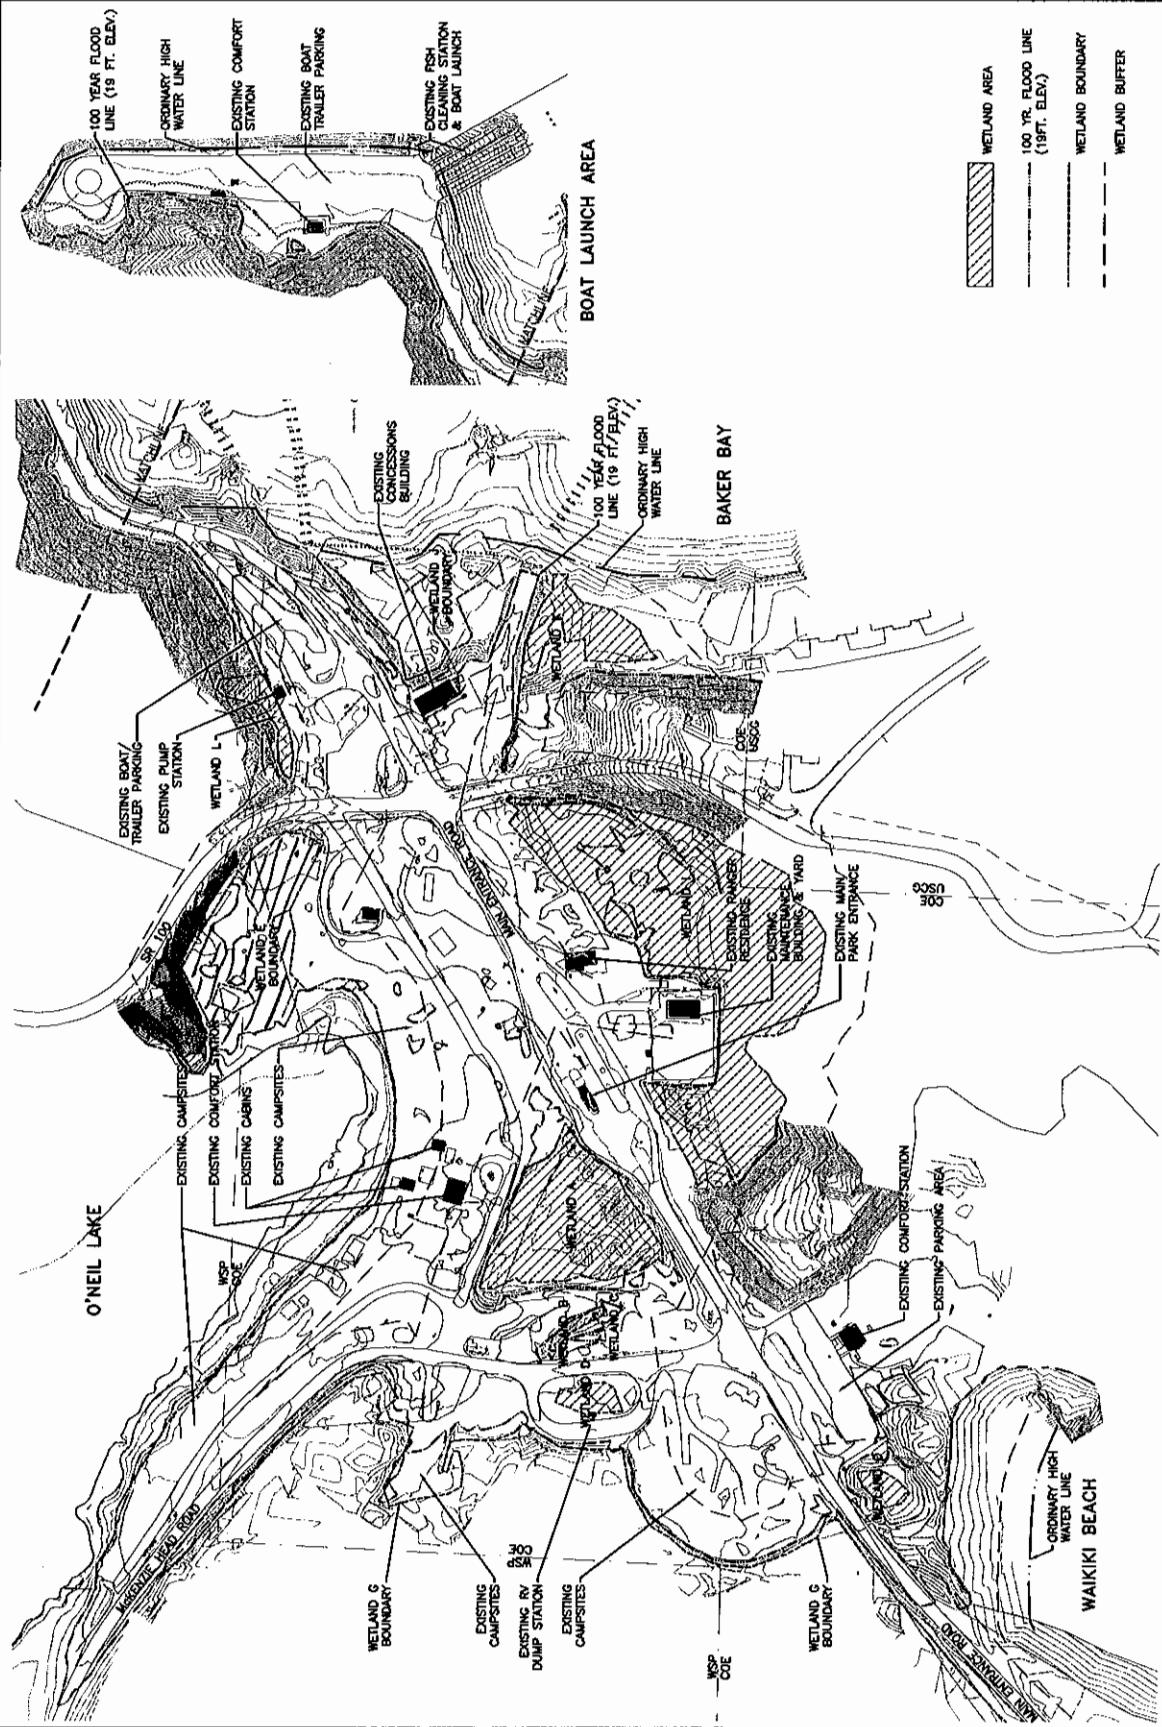 100 YEAR FLOOD
LINE (19 FT. ELEV.)
ORDINARY HIGH
WATER LINE
EXISTING COMFORT
STATION
EXISTING BOAT
TRAILER PARKING
EXISTING FISH
CLEANING STATION
& BOAT LAUNCH
MATCHLINE
BOAT LAUNCH AREA
WETLAND AREA
100 YR. FLOOD LINE
(19FT. ELEV.)
WETLAND BOUNDARY
WETLAND BUFFER
MATCHLINE
EXISTING
CONCESSIONS
BUILDING
100 YEAR FLOOD
LINE (19 FT. ELEV.)
ORDINARY HIGH
WATER LINE
BAKER BAY
WETLAND
BOUNDARY
WETLAND K
EXISTING BOAT/
TRAILER PARKING
EXISTING PUMP
STATION
WETLAND L
COE
USCG
SR 100
WETLAND E
BOUNDARY
MAIN ENTRANCE ROAD
WETLAND
EXISTING RANGER
RESIDENCE
EXISTING
MAINTENANCE
BUILDING & YARD
EXISTING MAIN
PARK ENTRANCE
COE
USCG
EXISTING CAMPSITES
EXISTING COMFORT STATION
EXISTING CABINS
EXISTING CAMPSITES
O'NEIL LAKE
WSP
COE
WETLAND A
WETLAND B
WETLAND C
WETLAND D
EXISTING COMFORT STATION
EXISTING PARKING AREA
McKENZIE HEAD ROAD
WETLAND G
BOUNDARY
EXISTING
CAMPSITES
WSP
COE
EXISTING RV
DUMP STATION
EXISTING
CAMPSITES
WSP
COE
WETLAND G
BOUNDARY
WETLAND
ORDINARY HIGH
WATER LINE
WAIKIKI BEACH
MAIN ENTRANCE ROAD